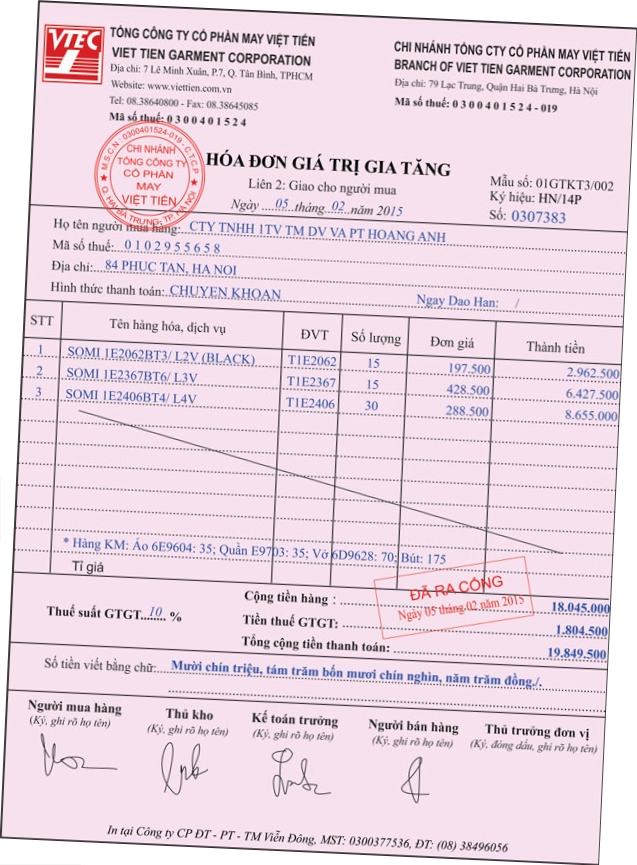 VTEC
TỔNG CÔNG TY CỔ PHẦN MAY VIỆT TIẾN
VIET TIEN GARMENT CORPORATION
Địa chỉ: 7 Lê Minh Xuân, P.7, Q. Tân Bình, TPHCM
Website: www.viettien.com.vn
Tel: 08.38640800 - Fax: 08.38645085
Mã số thuế: 0 3 0 0 4 0 1 5 2 4
CHI NHÁNH TỔNG CTY CỔ PHẦN MAY VIỆT TIẾN
BRANCH OF VIET TIEN GARMENT CORPORATION
Địa chỉ: 79 Lạc Trung, Quận Hai Bà Trưng, Hà Nội
Mã số thuế: 0 3 0 0 4 0 1 5 2 4 - 019
M.S.C.N - 0300401524-019 - C.T.C.P
CHI NHÁNH
TỔNG CÔNG TY
CỔ PHẦN
MAY
VIỆT TIẾN
Q. HAI BÀ TRƯNG, TP. HÀ NỘI
HÓA ĐƠN GIÁ TRỊ GIA TĂNG
Liên 2: Giao cho người mua
Ngày ....05 ....tháng..02 ..năm 2015
Mẫu số: 01GTKT3/002
Ký hiệu: HN/14P
Số: 0307383
Họ tên người mua hàng: CTY TNHH 1TV TM DV VA PT HOANG ANH
Mã số thuế: 0 1 0 2 9 5 5 6 5 8
Địa chỉ: 84 PHUC TAN, HA NOI
Hình thức thanh toán: CHUYEN KHOAN Ngay Dao Han: /
STT Tên hàng hóa, dịch vụ ĐVT Số lượng Đơn giá Thành tiền
1 SOMI 1E2062BT3/ L2V (BLACK) T1E2062 15 197.500 2.962.500
2 SOMI 1E2367BT6/ L3V T1E2367 15 428.500 6.427.500
3 SOMI 1E2406BT4/ L4V T1E2406 30 288.500 8.655.000
* Hàng KM: Áo 6E9604: 35; Quần E9703: 35; Vở 6D9628: 70; Bút: 175
Tỉ giá
ĐÃ RA CỔNG
Ngày 05 tháng 02 năm 2015
Cộng tiền hàng : 18.045.000
Thuế suất GTGT....10 .. % Tiền thuế GTGT: 1.804.500
Tổng cộng tiền thanh toán: 19.849.500
Số tiền viết bằng chữ: Mười chín triệu, tám trăm bốn mươi chín nghìn, năm trăm đồng./.
Người mua hàng Thủ kho Kế toán trưởng Người bán hàng Thủ trưởng đơn vị
(Ký, ghi rõ họ tên) (Ký, ghi rõ họ tên) (Ký, ghi rõ họ tên) (Ký, ghi rõ họ tên) (Ký, đóng dấu, ghi rõ họ tên)
In tại Công ty CP ĐT - PT - TM Viễn Đông, MST: 0300377536, ĐT: (08) 38496056